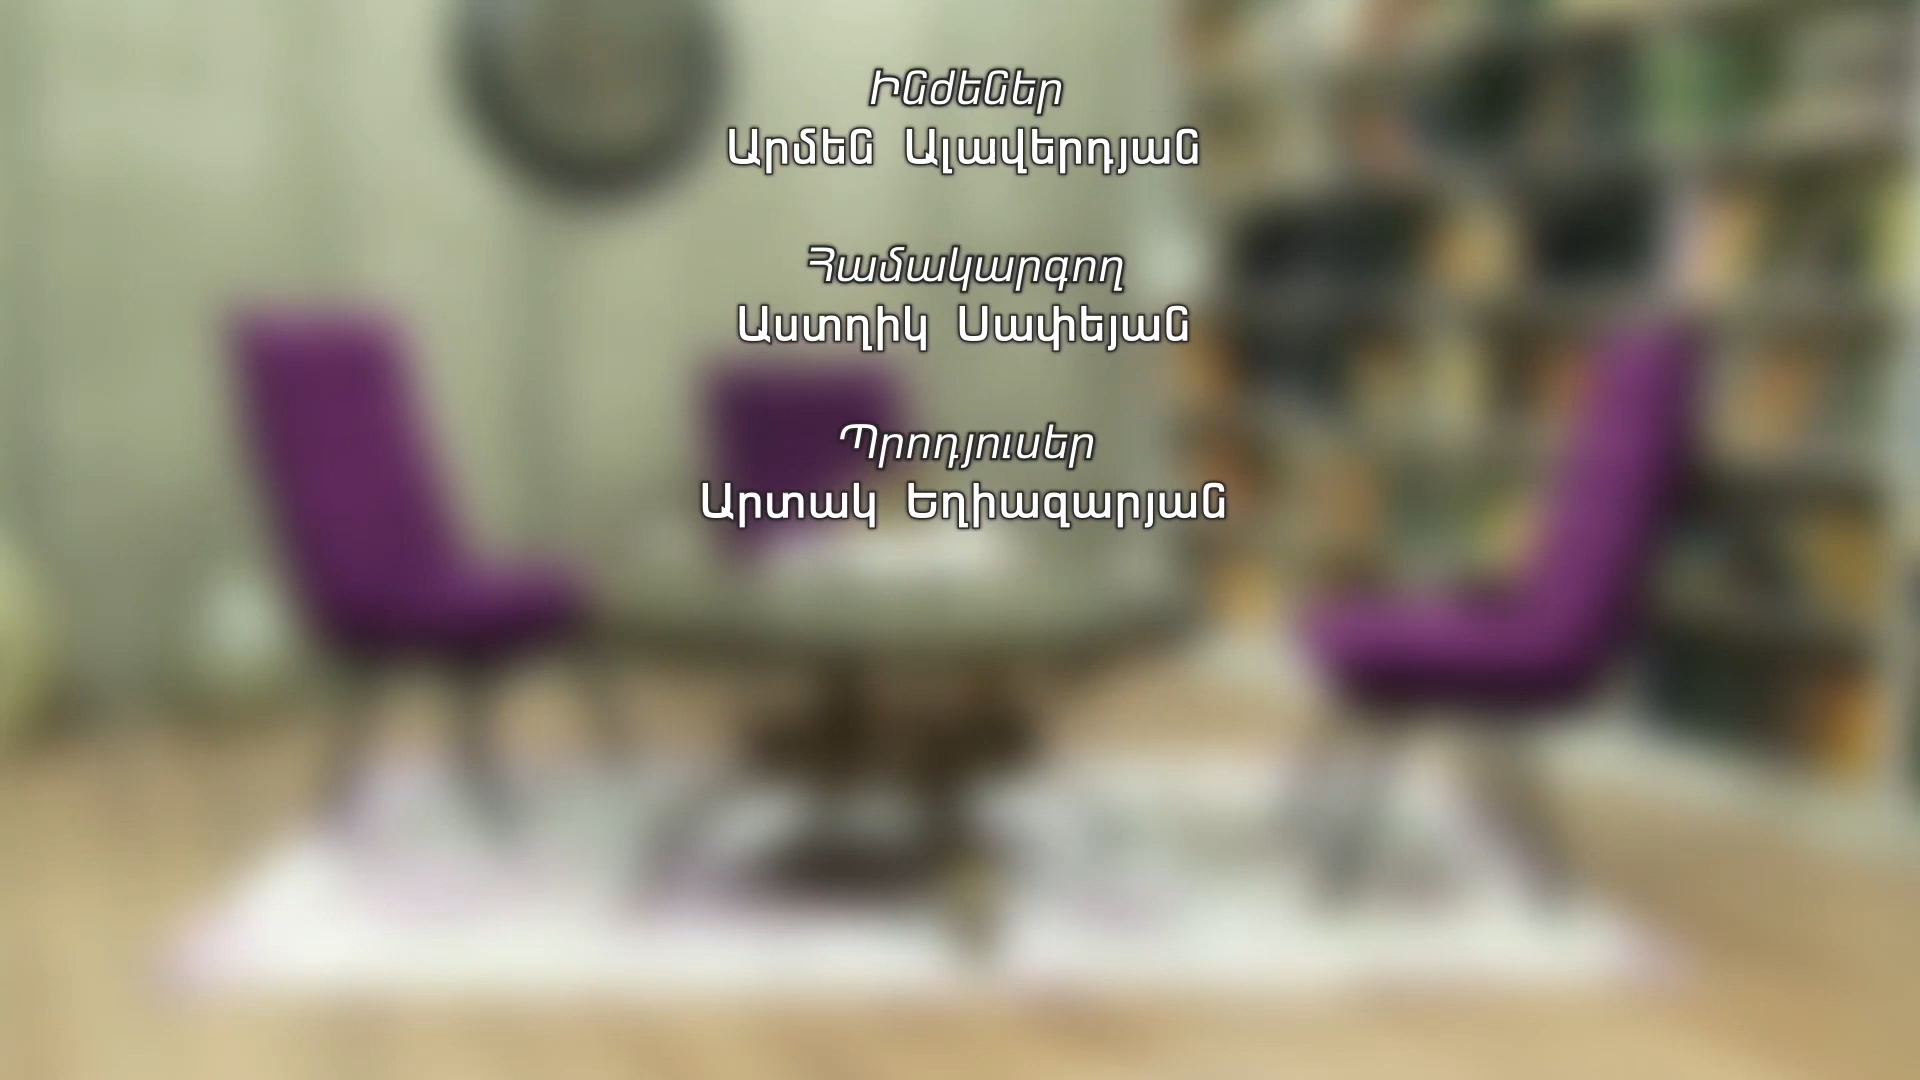 Ինժեներ
Արմեն Ալավերդյան
Համակարգող
Աստղիկ Սափեյան
Պրոդյուսեր
Արտակ Եղիազարյան